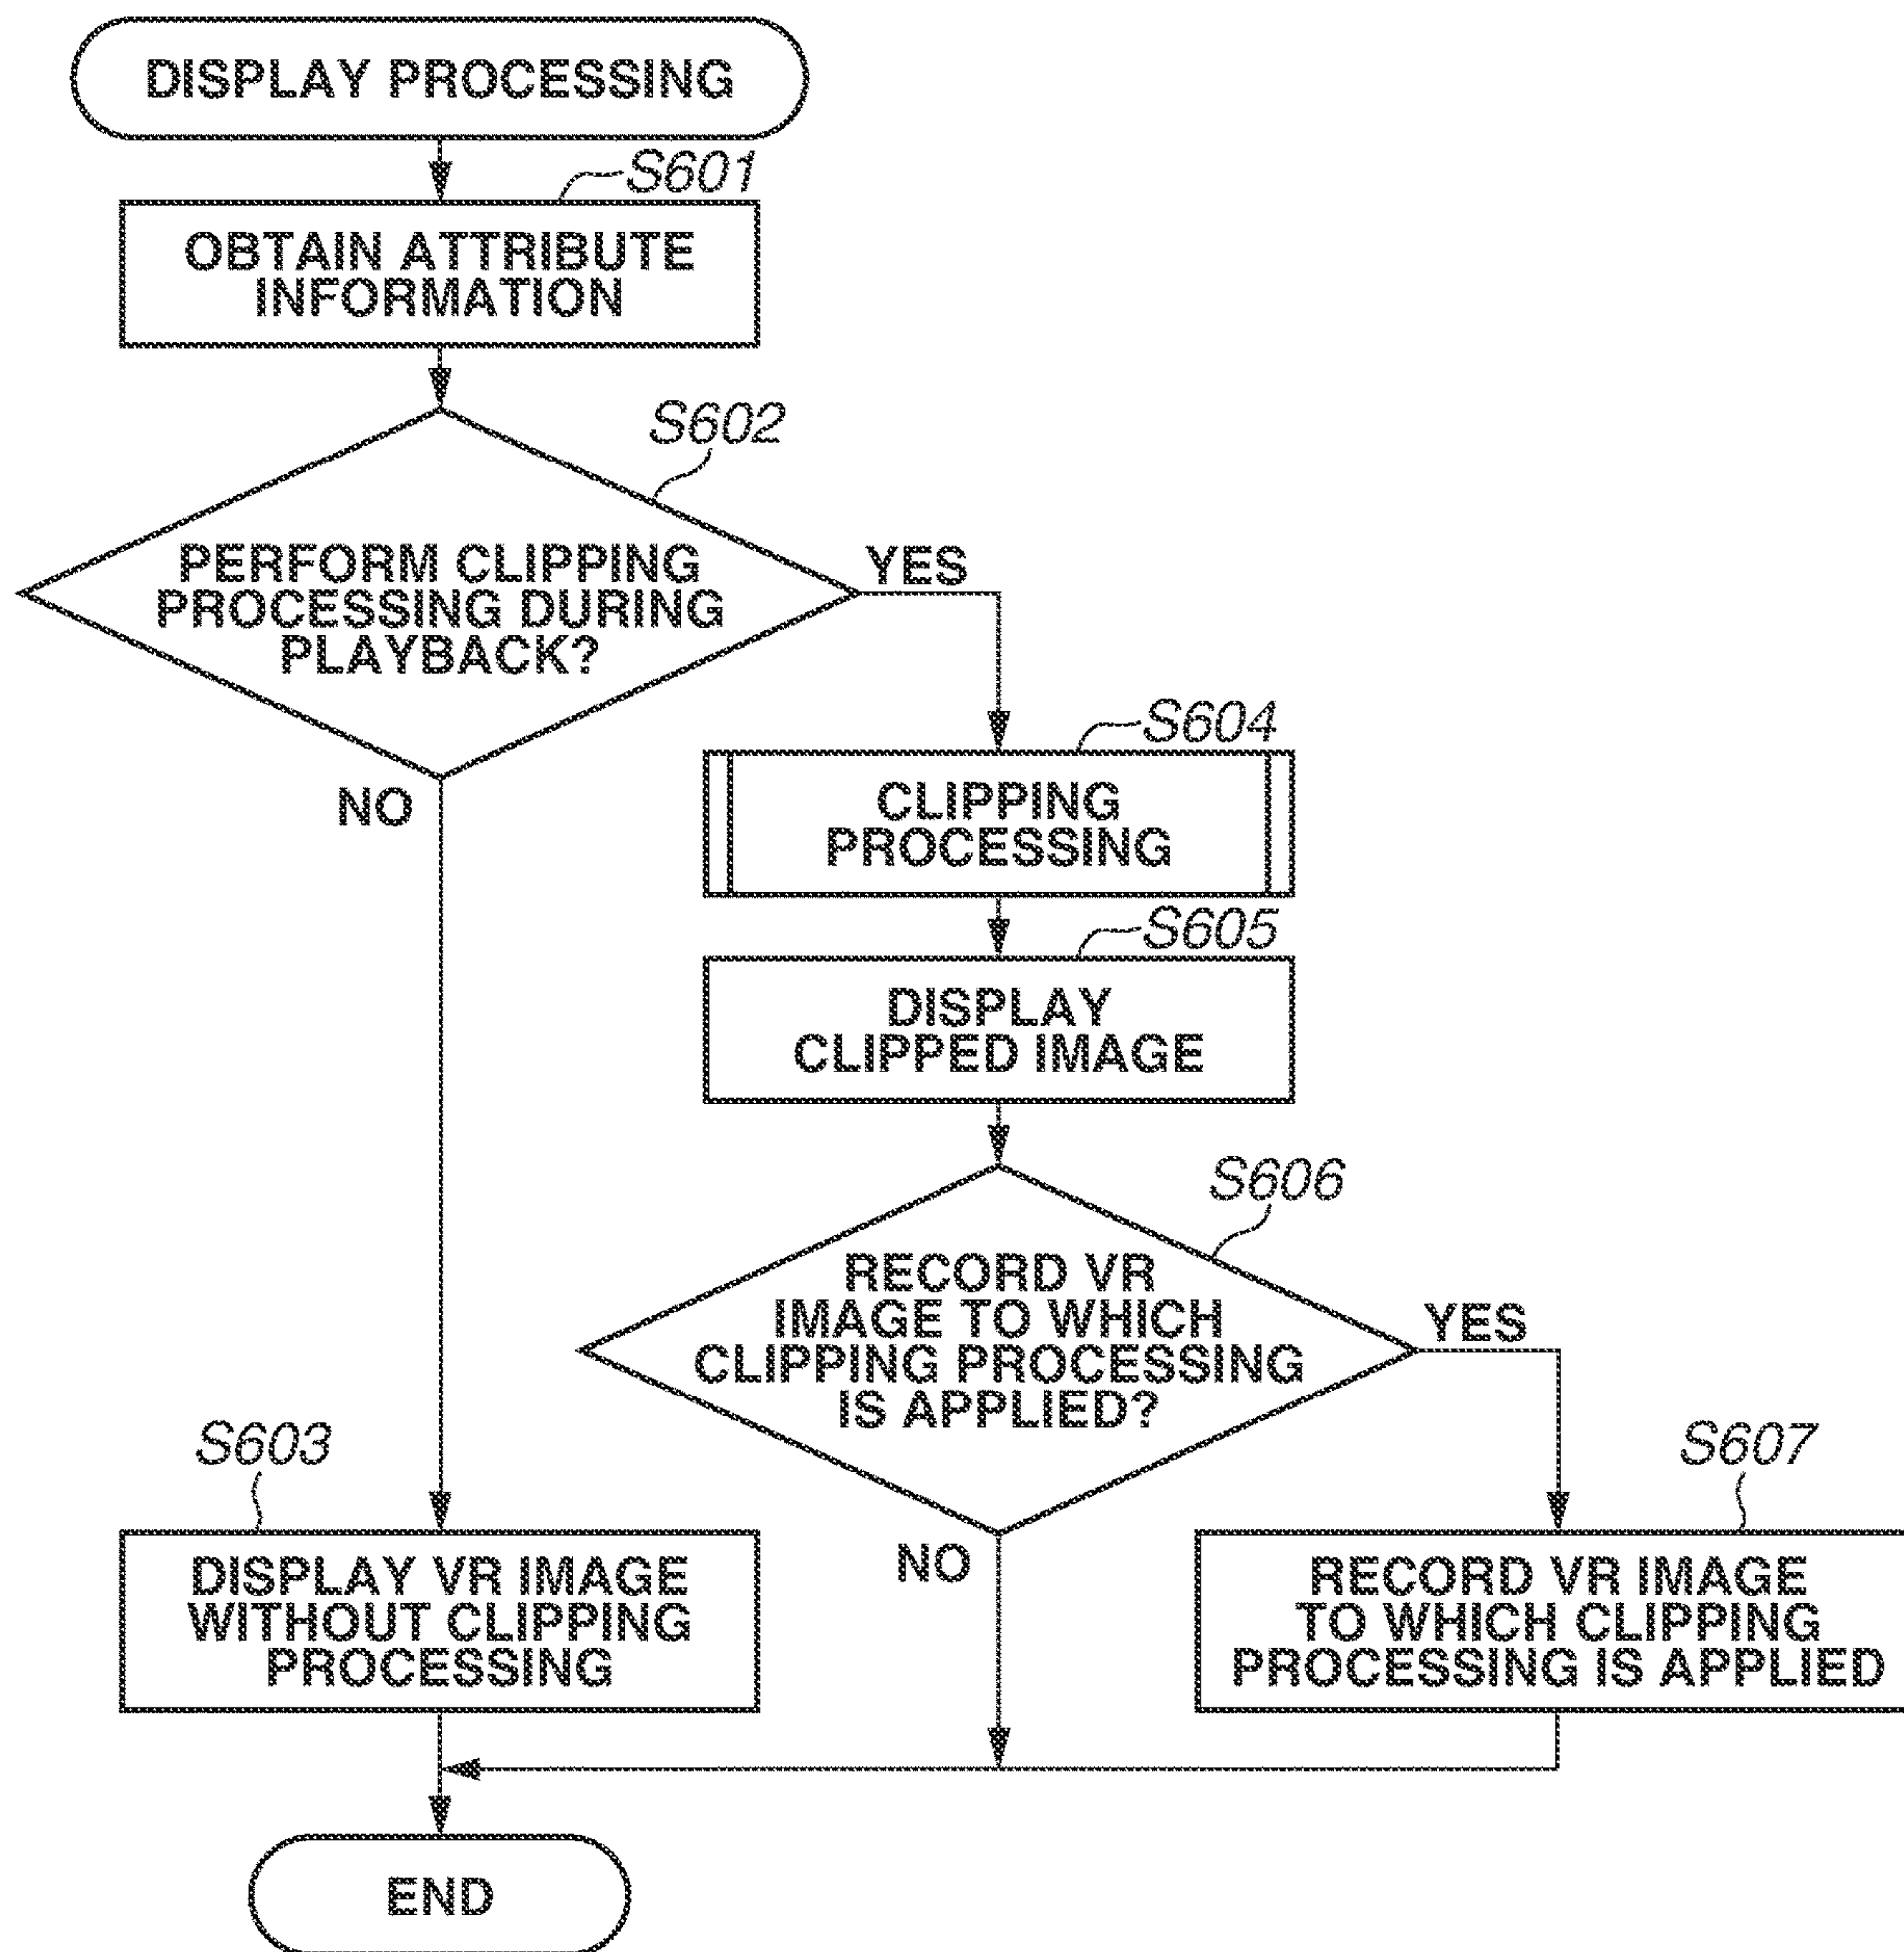 DISPLAY PROCESSING
S601
OBTAIN ATTRIBUTE
INFORMATION
S602
PERFORM CLIPPING
PROCESSING DURING
PLAYBACK?
YES
NO
S604
CLIPPING
PROCESSING
S605
DISPLAY
CLIPPED IMAGE
S606
RECORD VR
IMAGE TO WHICH
CLIPPING PROCESSING
IS APPLIED?
YES
NO
S603
DISPLAY VR IMAGE
WITHOUT CLIPPING
PROCESSING
S607
RECORD VR IMAGE
TO WHICH CLIPPING
PROCESSING IS APPLIED
END